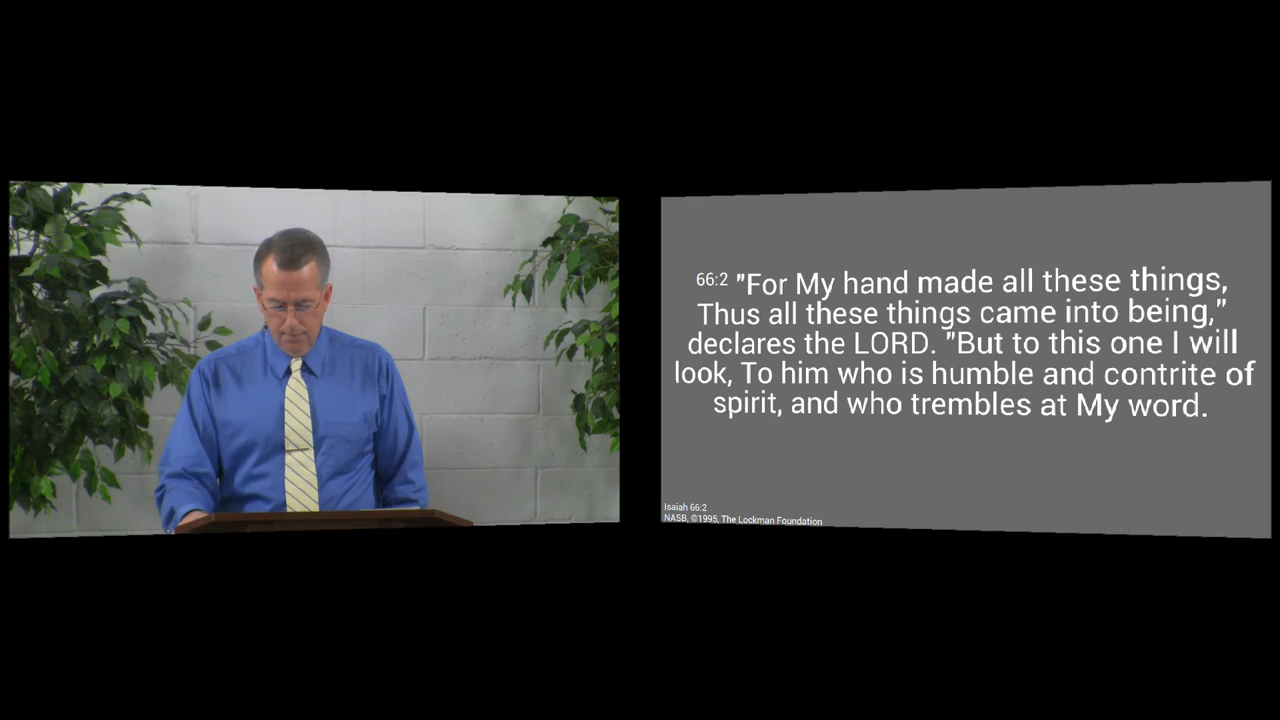 66:2 "For My hand made all these things,
Thus all these things came into being,"
declares the LORD. "But to this one I will
look, To him who is humble and contrite of
spirit, and who trembles at My word.
Isaiah 66:2
NASB, ©1995, The Lockman Foundation